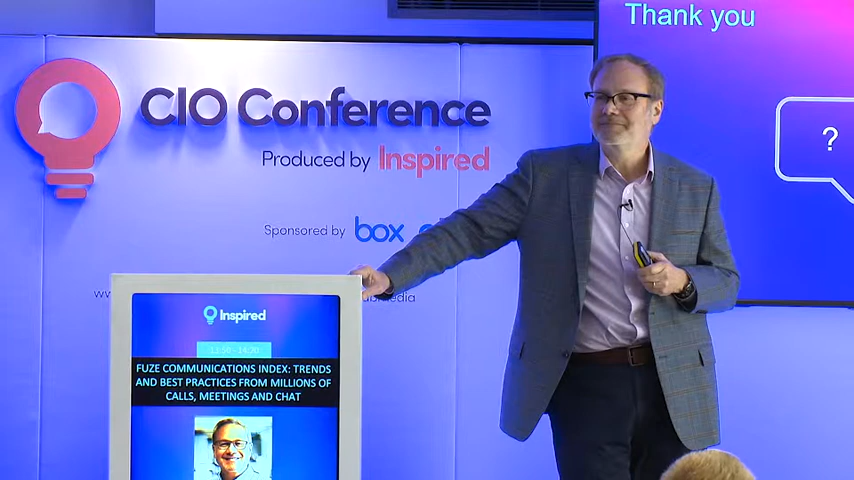 Thank you
?
CIO Conference
Produced by Inspired
Sponsored by box
Inspired
FUZE COMMUNICATIONS INDEX: TRENDS
AND BEST PRACTICES FROM MILLIONS OF
CALLS, MEETINGS AND CHAT